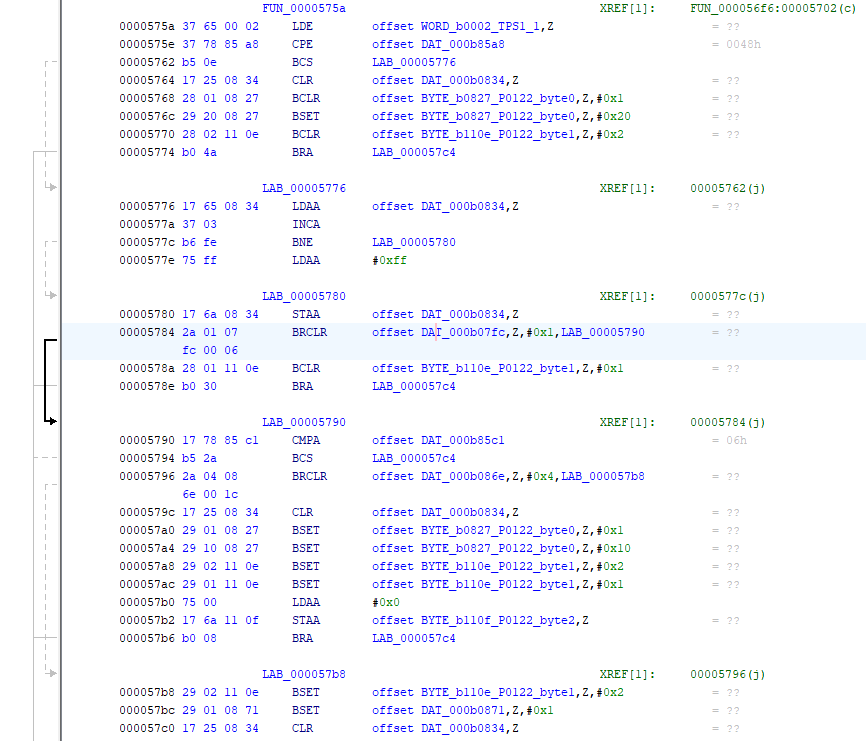 FUN_0000575a XREF[1]: FUN_000056f6:00005702(c)
0000575a 37 65 00 02 LDE offset WORD_b0002_TPS1_1,Z = ??
0000575e 37 78 85 a8 CPE offset DAT_000b85a8 = 0048h
00005762 b5 0e BCS LAB_00005776
00005764 17 25 08 34 CLR offset DAT_000b0834,Z = ??
00005768 28 01 08 27 BCLR offset BYTE_b0827_P0122_byte0,Z,#0x1 = ??
0000576c 29 20 08 27 BSET offset BYTE_b0827_P0122_byte0,Z,#0x20 = ??
00005770 28 02 11 0e BCLR offset BYTE_b110e_P0122_byte1,Z,#0x2 = ??
00005774 b0 4a BRA LAB_000057c4
LAB_00005776 XREF[1]: 00005762(j)
00005776 17 65 08 34 LDAA offset DAT_000b0834,Z = ??
0000577a 37 03 INCA
0000577c b6 fe BNE LAB_00005780
0000577e 75 ff LDAA #0xff
LAB_00005780 XREF[1]: 0000577c(j)
00005780 17 6a 08 34 STAA offset DAT_000b0834,Z = ??
00005784 2a 01 07 BRCLR offset DAT_000b07fc,Z,#0x1,LAB_00005790 = ??
fc 00 06
0000578a 28 01 11 0e BCLR offset BYTE_b110e_P0122_byte1,Z,#0x1 = ??
0000578e b0 30 BRA LAB_000057c4
LAB_00005790 XREF[1]: 00005784(j)
00005790 17 78 85 c1 CMPA offset DAT_000b85c1 = 06h
00005794 b5 2a BCS LAB_000057c4
00005796 2a 04 08 BRCLR offset DAT_000b086e,Z,#0x4,LAB_000057b8 = ??
6e 00 1c
0000579c 17 25 08 34 CLR offset DAT_000b0834,Z = ??
000057a0 29 01 08 27 BSET offset BYTE_b0827_P0122_byte0,Z,#0x1 = ??
000057a4 29 10 08 27 BSET offset BYTE_b0827_P0122_byte0,Z,#0x10 = ??
000057a8 29 02 11 0e BSET offset BYTE_b110e_P0122_byte1,Z,#0x2 = ??
000057ac 29 01 11 0e BSET offset BYTE_b110e_P0122_byte1,Z,#0x1 = ??
000057b0 75 00 LDAA #0x0
000057b2 17 6a 11 0f STAA offset BYTE_b110f_P0122_byte2,Z = ??
000057b6 b0 08 BRA LAB_000057c4
LAB_000057b8 XREF[1]: 00005796(j)
000057b8 29 02 11 0e BSET offset BYTE_b110e_P0122_byte1,Z,#0x2 = ??
000057bc 29 01 08 71 BSET offset DAT_000b0871,Z,#0x1 = ??
000057c0 17 25 08 34 CLR offset DAT_000b0834,Z = ??